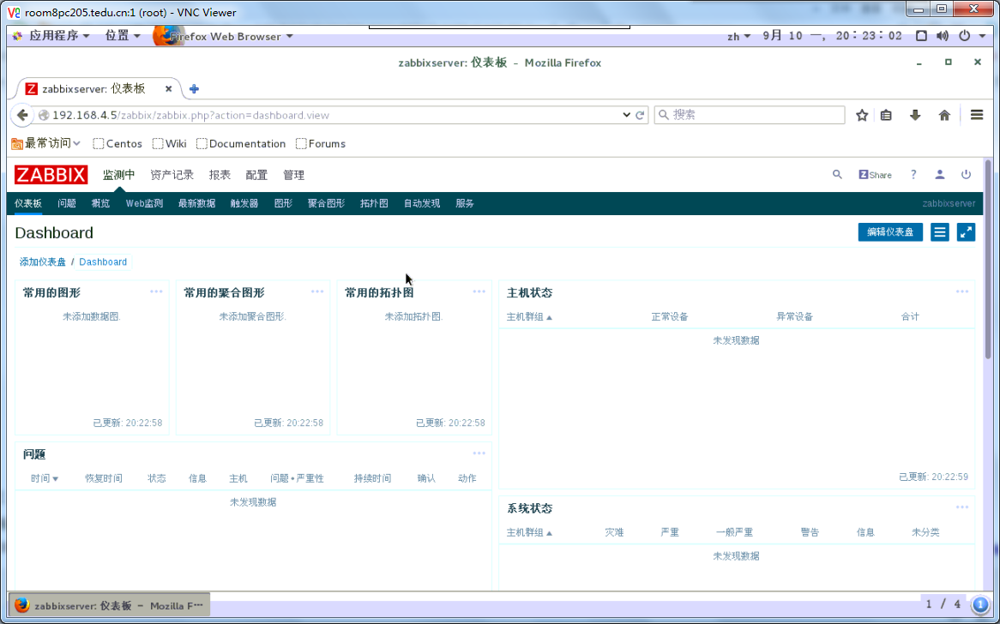 room8pc205.tedu.cn:1 (root) - VNC Viewer
应用程序 位置 Firefox Web Browser zh 9月 10 一, 20:23:02
zabbixserver: 仪表板 - Mozilla Firefox
zabbixserver: 仪表板
192.168.4.5/zabbix/zabbix.php?action=dashboard.view 搜索
最常访问 Centos Wiki Documentation Forums
ZABBIX 监测中 资产记录 报表 配置 管理 Z Share ?
仪表板 问题 概览 Web监测 最新数据 触发器 图形 聚合图形 拓扑图 自动发现 服务 zabbixserver
Dashboard 编辑仪表盘
添加仪表盘 / Dashboard
常用的图形
未添加数据图.
已更新: 20:22:58
常用的聚合图形
未添加聚合图形.
已更新: 20:22:58
常用的拓扑图
未添加拓扑图.
已更新: 20:22:58
主机状态
主机群组 正常设备 异常设备 合计
未发现数据
已更新: 20:22:59
问题
时间 恢复时间 状态 信息 主机 问题•严重性 持续时间 确认 动作
未发现数据
系统状态
主机群组 灾难 严重 一般严重 警告 信息 未分类
未发现数据
zabbixserver: 仪表板 - Mozilla F… 1 / 4 1